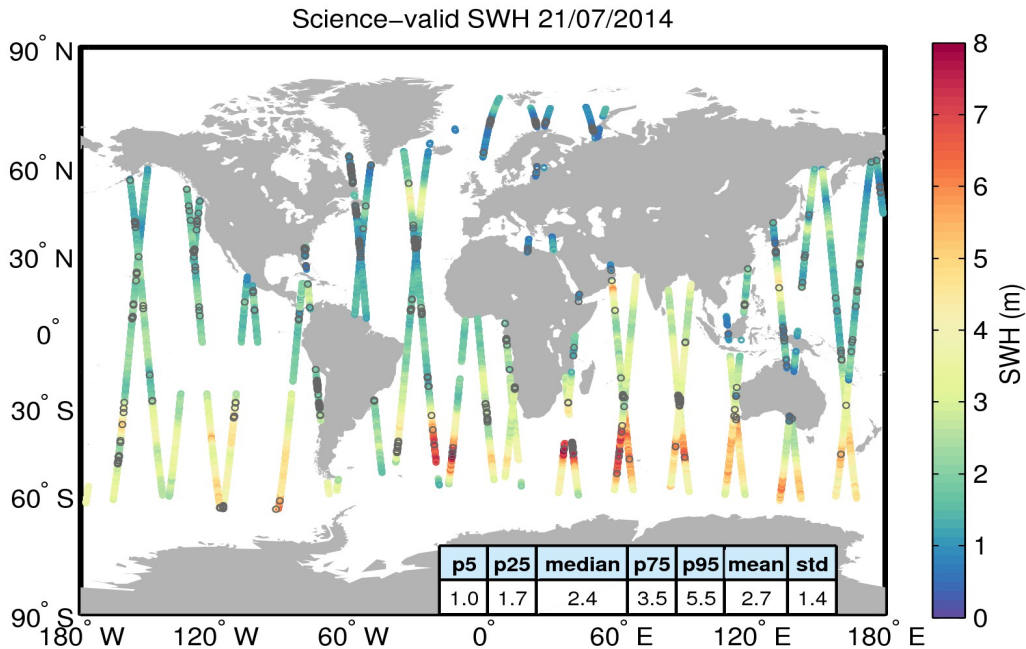 Science−valid SWH 21/07/2014
90° N
60° N
30° N
0°
30° S
60° S
90° S
180° W
120° W
60° W
0°
60° E
120° E
180° E
p5 p25 median p75 p95 mean std
1.0 1.7 2.4 3.5 5.5 2.7 1.4
8
7
6
5
4
3
2
1
0
SWH (m)